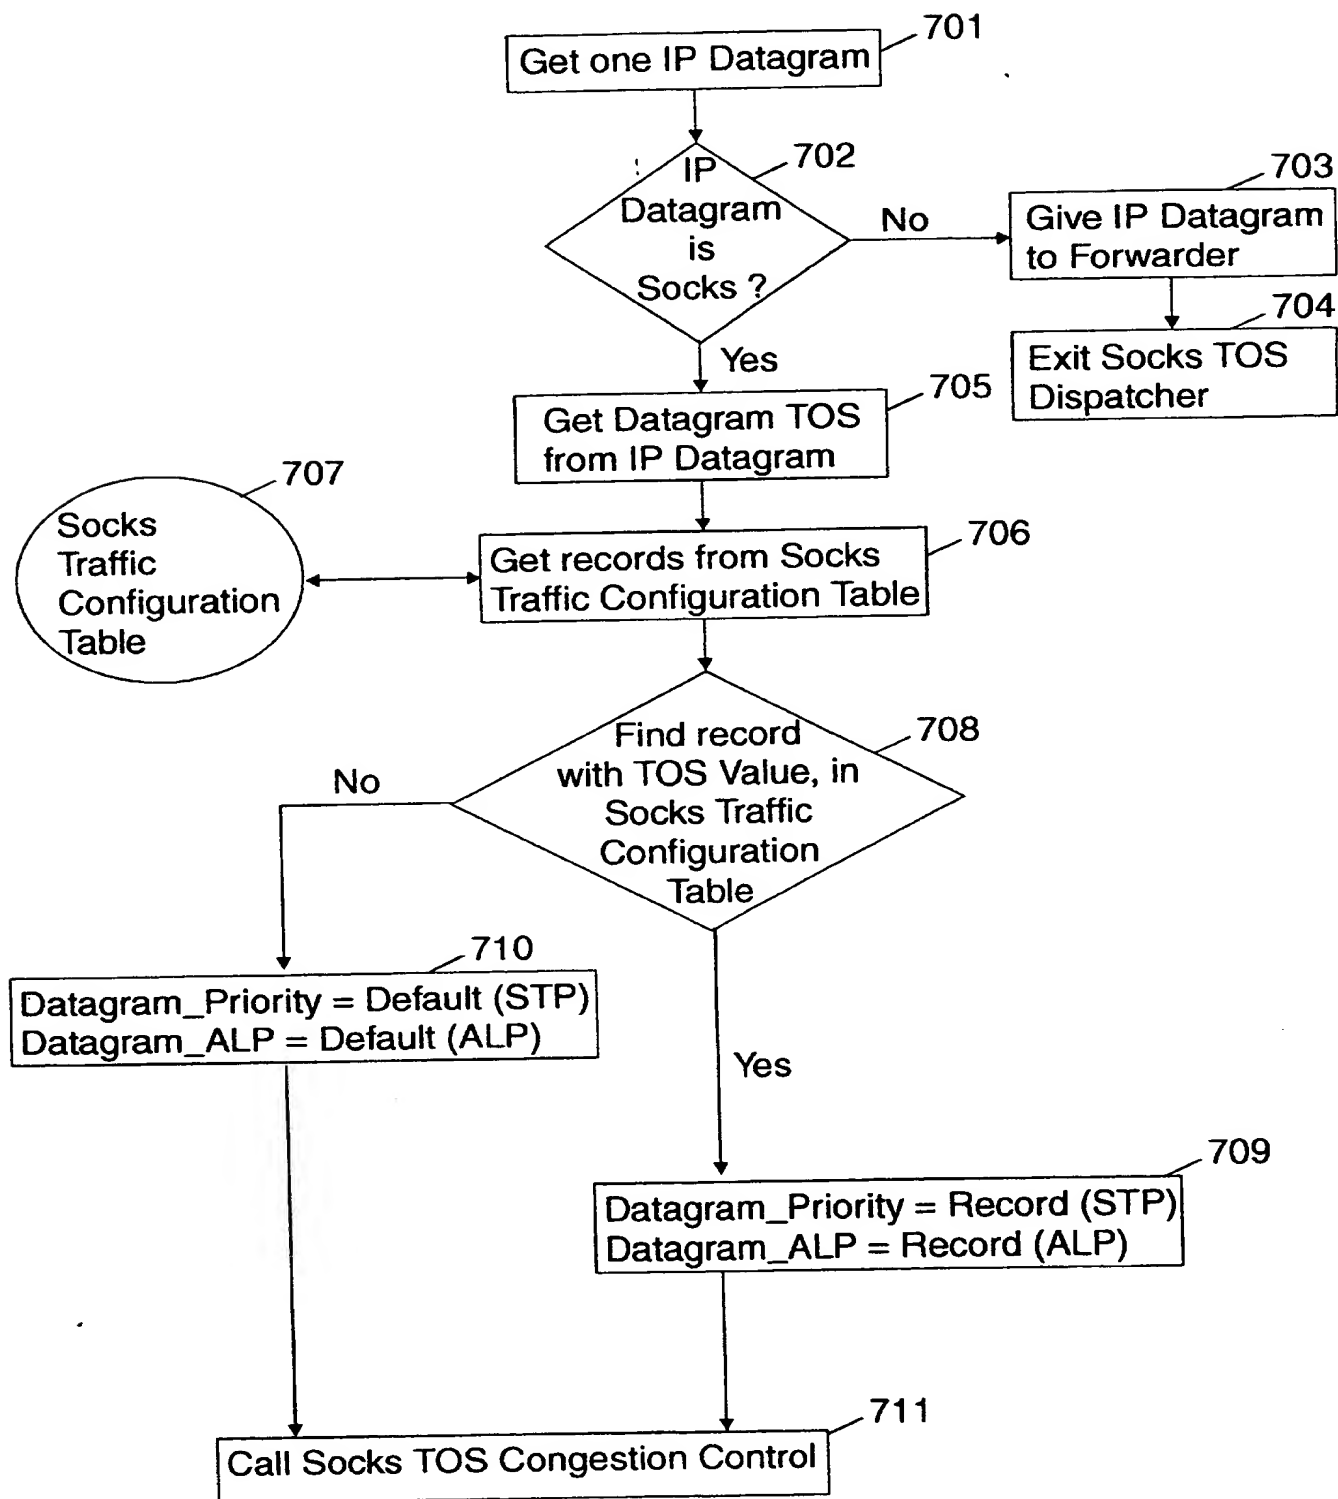 701
Get one IP Datagram
702
IP
Datagram
is
Socks ?
No
703
Give IP Datagram
to Forwarder
704
Exit Socks TOS
Dispatcher
Yes
705
Get Datagram TOS
from IP Datagram
707
Socks
Traffic
Configuration
Table
706
Get records from Socks
Traffic Configuration Table
708
Find record
with TOS Value, in
Socks Traffic
Configuration
Table
No
710
Datagram_Priority = Default (STP)
Datagram_ALP = Default (ALP)
Yes
709
Datagram_Priority = Record (STP)
Datagram_ALP = Record (ALP)
711
Call Socks TOS Congestion Control